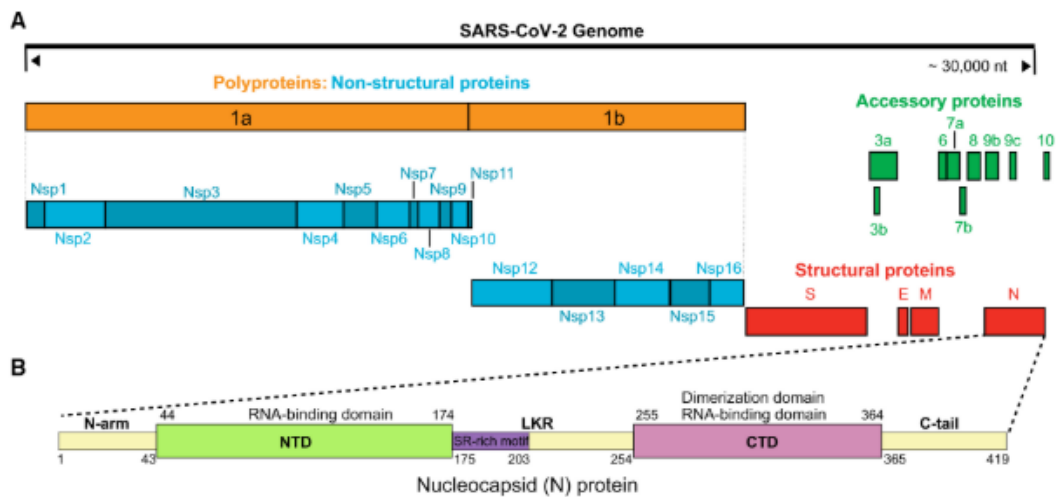 A
SARS-CoV-2 Genome
~ 30,000 nt
Polyproteins: Non-structural proteins
1a 1b
Accessory proteins
7a
3a 6 8 9b 9c 10
3b 7b
Nsp7
Nsp1 Nsp3 Nsp5 Nsp9 Nsp11
Nsp2 Nsp4 Nsp6 Nsp10
Nsp8
Nsp12 Nsp14 Nsp16
Nsp13 Nsp15
Structural proteins
S E M N
B
Dimerization domain
44 RNA-binding domain 174 255 RNA-binding domain 364
N-arm LKR C-tail
NTD SR-rich motif CTD
1 43 175 203 254 365 419
Nucleocapsid (N) protein